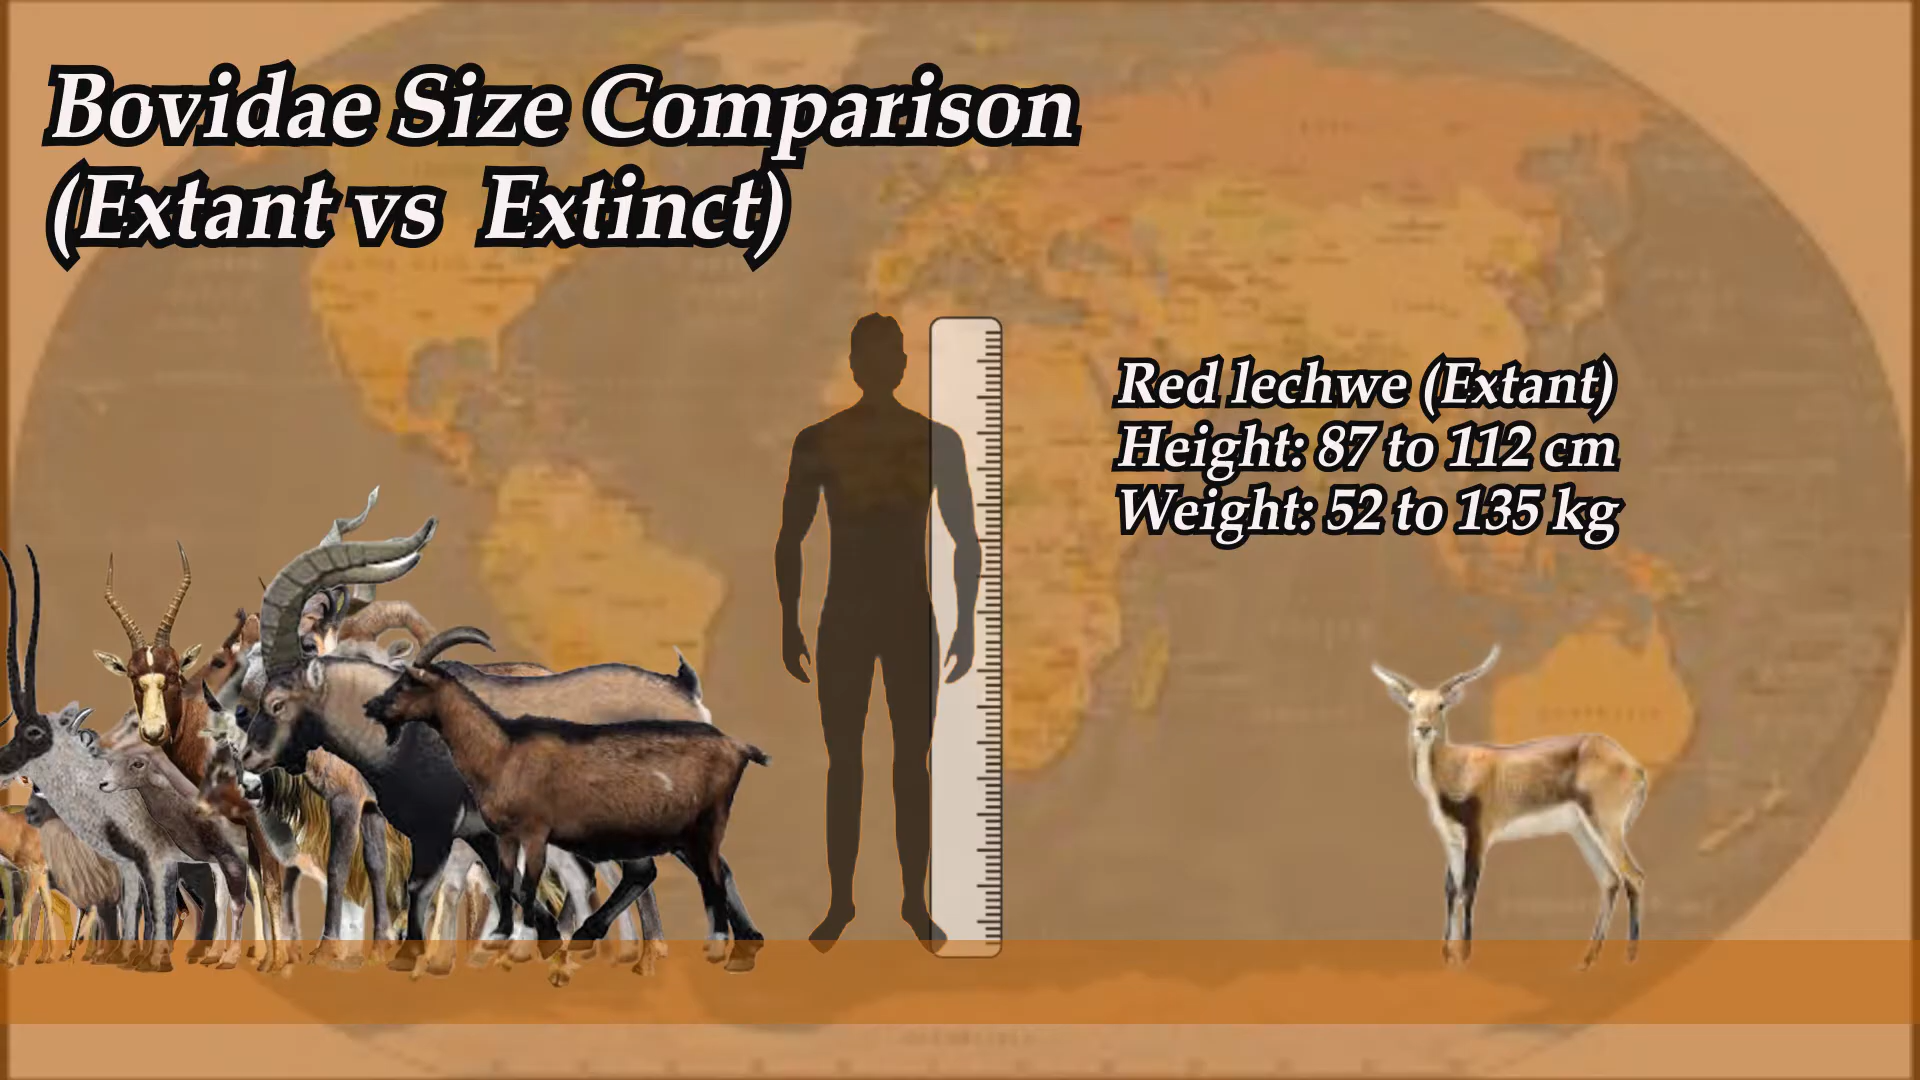 Bovidae Size Comparison
(Extant vs Extinct)
Red lechwe (Extant)
Height: 87 to 112 cm
Weight: 52 to 135 kg